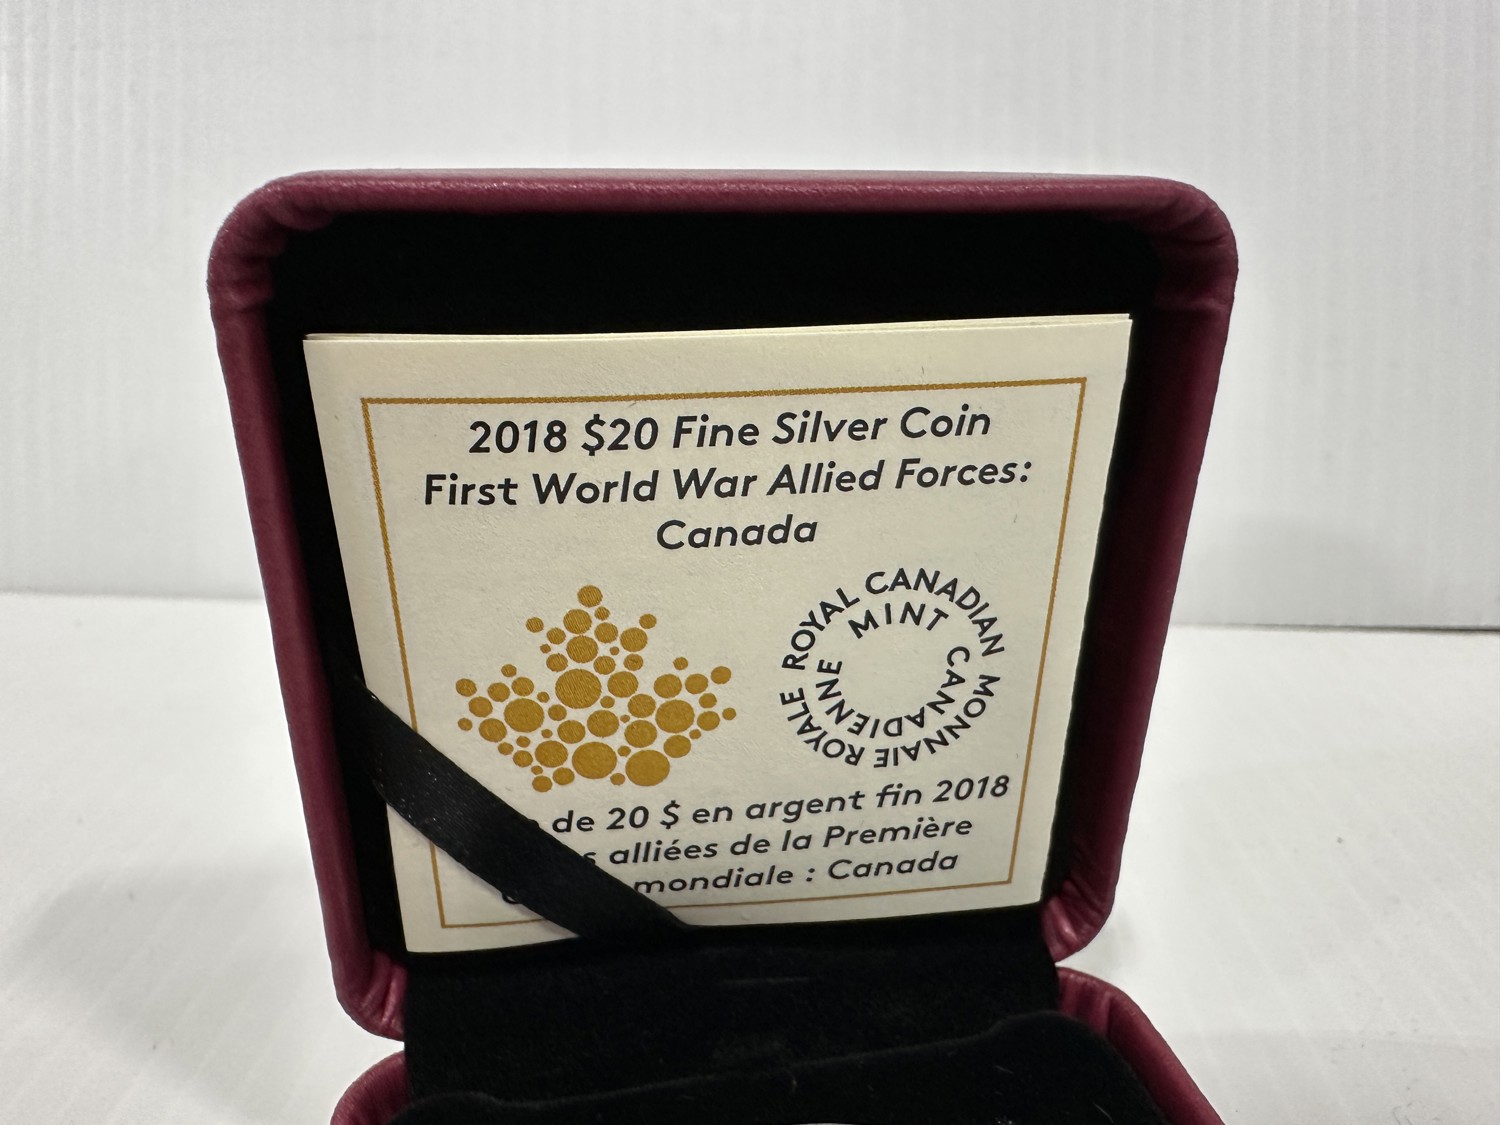 2018 $20 Fine Silver Coin
First World War Allied Forces:
Canada
ROYAL CANADIAN MINT
MONNAIE ROYALE CANADIENNE
de 20 $ en argent fin 2018
alliées de la Première
mondiale : Canada